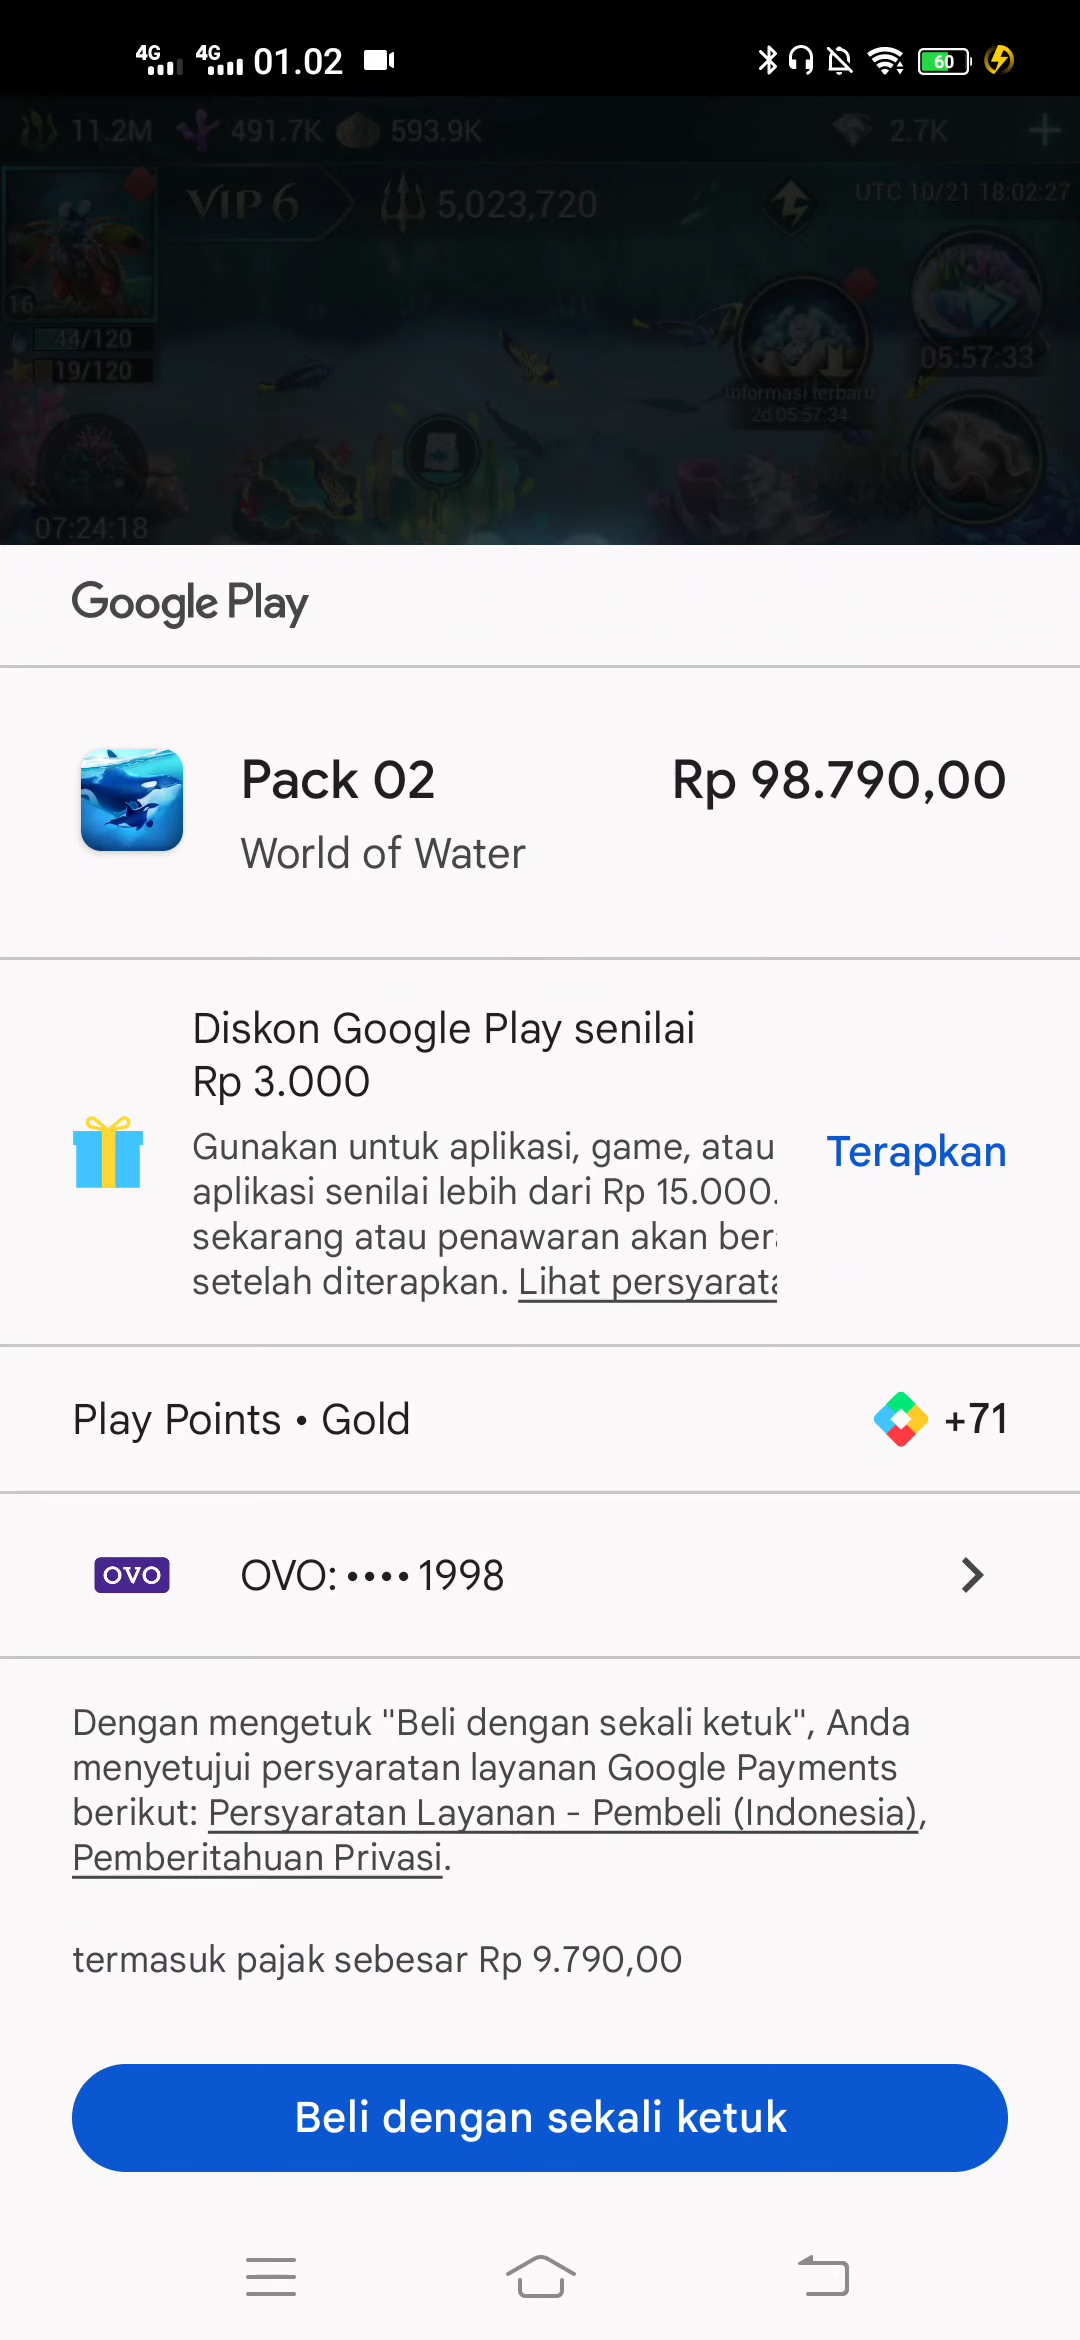 4G 4G 01.02 60
11.2M 491.7K 593.9K 2.7K
VIP 6 5,023,720 UTC 10/21 18:02:27
16
44/120
19/120
05:57:33
Informasi terbaru
2d 05:57:34
07:24:18
Google Play
Pack 02 Rp 98.790,00
World of Water
Diskon Google Play senilai
Rp 3.000
Gunakan untuk aplikasi, game, atau
aplikasi senilai lebih dari Rp 15.000.
sekarang atau penawaran akan ber
setelah diterapkan. Lihat persyarat
Terapkan
Play Points • Gold +71
OVO OVO: •••• 1998
Dengan mengetuk "Beli dengan sekali ketuk", Anda
menyetujui persyaratan layanan Google Payments
berikut: Persyaratan Layanan - Pembeli (Indonesia),
Pemberitahuan Privasi.
termasuk pajak sebesar Rp 9.790,00
Beli dengan sekali ketuk